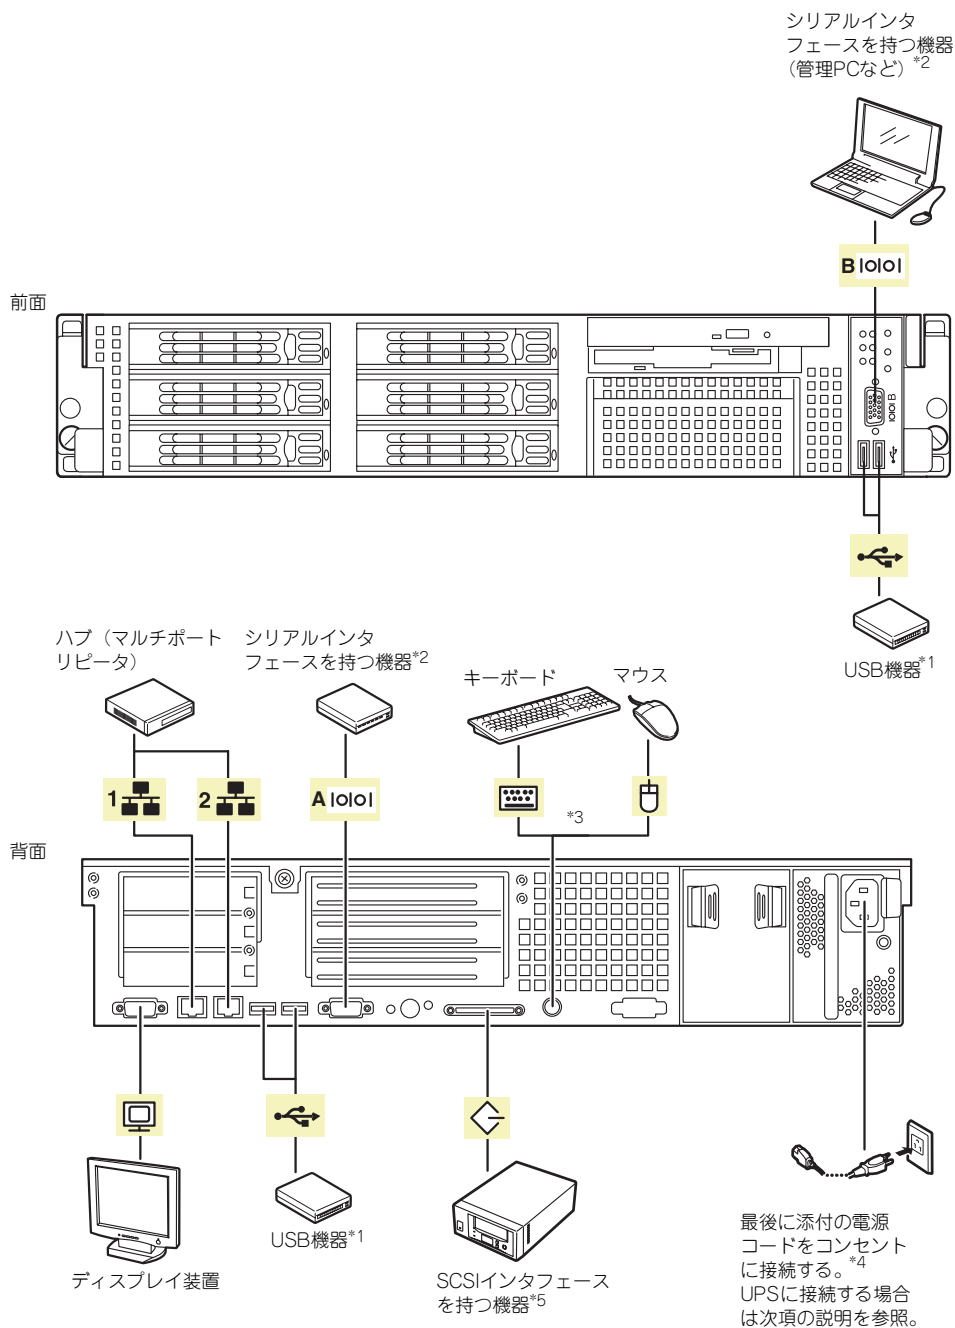 シリアルインタ
フェースを持つ機器
（管理PCなど）*2
B IOIOI
前面
IOIOI B
ハブ（マルチポート
リピータ）
シリアルインタ
フェースを持つ機器*2
キーボード
マウス
USB機器*1
1
2
A IOIOI
*3
背面
ディスプレイ装置
USB機器*1
SCSIインタフェース
を持つ機器*5
最後に添付の電源
コードをコンセント
に接続する。*4
UPSに接続する場合
は次項の説明を参照。